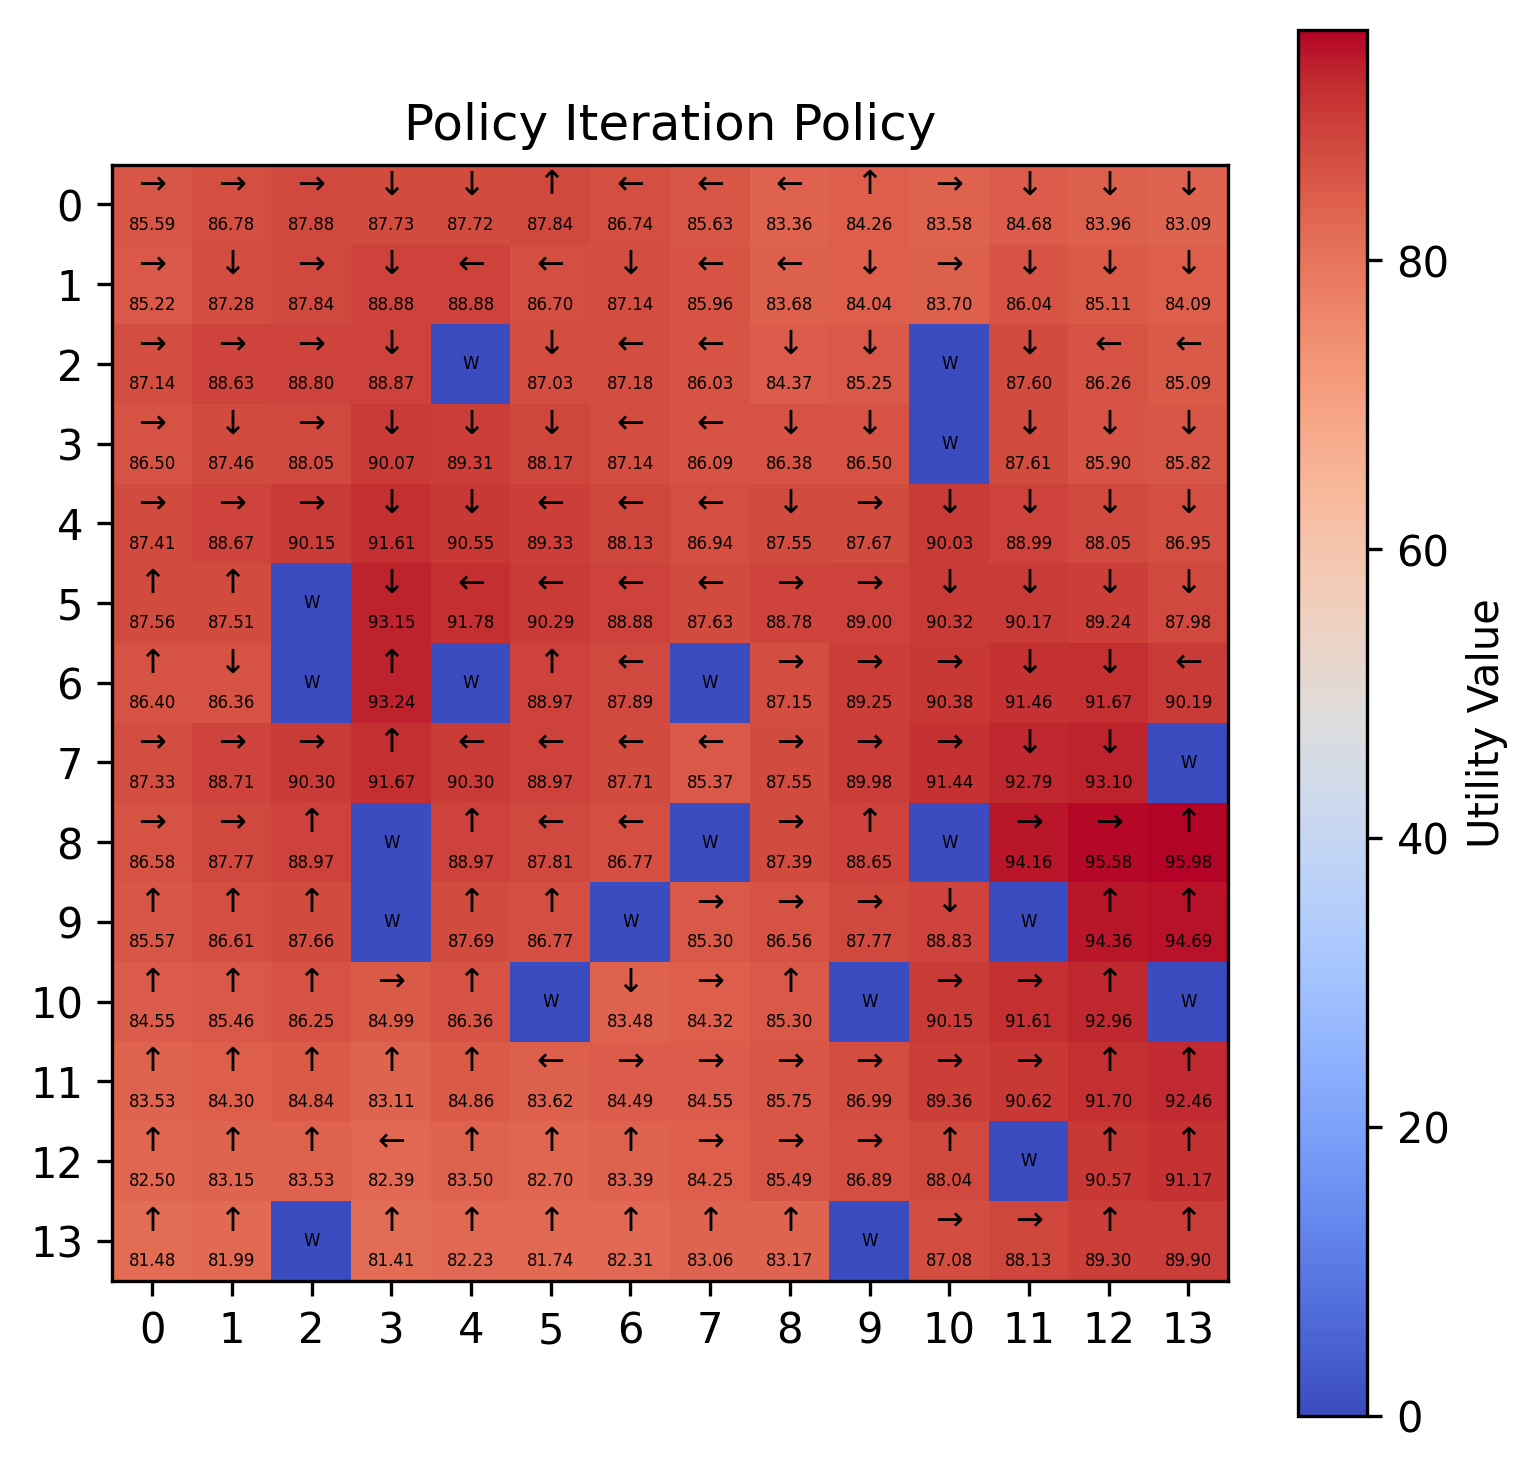 Policy Iteration Policy
0 → → → ↓ ↓ ↑ ← ← ← ↑ → ↓ ↓ ↓
85.59 86.78 87.88 87.73 87.72 87.84 86.74 85.63 83.36 84.26 83.58 84.68 83.96 83.09
1 → ↓ → ↓ ← ← ↓ ← ← ↓ → ↓ ↓ ↓
85.22 87.28 87.84 88.88 88.88 86.70 87.14 85.96 83.68 84.04 83.70 86.04 85.11 84.09
2 → → → ↓ W ↓ ← ← ↓ ↓ W ↓ ← ←
87.14 88.63 88.80 88.87 87.03 87.18 86.03 84.37 85.25 87.60 86.26 85.09
3 → ↓ → ↓ ↓ ↓ ← ← ↓ ↓ W ↓ ↓ ↓
86.50 87.46 88.05 90.07 89.31 88.17 87.14 86.09 86.38 86.50 87.61 85.90 85.82
4 → → → ↓ ↓ ← ← ← ↓ → ↓ ↓ ↓ ↓
87.41 88.67 90.15 91.61 90.55 89.33 88.13 86.94 87.55 87.67 90.03 88.99 88.05 86.95
5 ↑ ↑ W ↓ ← ← ← ← → → ↓ ↓ ↓ ↓
87.56 87.51 93.15 91.78 90.29 88.88 87.63 88.78 89.00 90.32 90.17 89.24 87.98
6 ↑ ↓ W ↑ W ↑ ← W → → → ↓ ↓ ←
86.40 86.36 93.24 88.97 87.89 87.15 89.25 90.38 91.46 91.67 90.19
7 → → → ↑ ← ← ← ← → → → ↓ ↓ W
87.33 88.71 90.30 91.67 90.30 88.97 87.71 85.37 87.55 89.98 91.44 92.79 93.10
8 → → ↑ W ↑ ← ← W → ↑ W → → ↑
86.58 87.77 88.97 88.97 87.81 86.77 87.39 88.65 94.16 95.58 95.98
9 ↑ ↑ ↑ W ↑ ↑ W → → → ↓ W ↑ ↑
85.57 86.61 87.66 87.69 86.77 85.30 86.56 87.77 88.83 94.36 94.69
10 ↑ ↑ ↑ → ↑ W ↓ → ↑ W → → ↑ W
84.55 85.46 86.25 84.99 86.36 83.48 84.32 85.30 90.15 91.61 92.96
11 ↑ ↑ ↑ ↑ ↑ ← → → → → → → ↑ ↑
83.53 84.30 84.84 83.11 84.86 83.62 84.49 84.55 85.75 86.99 89.36 90.62 91.70 92.46
12 ↑ ↑ ↑ ← ↑ ↑ ↑ → → → ↑ W ↑ ↑
82.50 83.15 83.53 82.39 83.50 82.70 83.39 84.25 85.49 86.89 88.04 90.57 91.17
13 ↑ ↑ W ↑ ↑ ↑ ↑ ↑ ↑ W → → ↑ ↑
81.48 81.99 81.41 82.23 81.74 82.31 83.06 83.17 87.08 88.13 89.30 89.90
0 1 2 3 4 5 6 7 8 9 10 11 12 13
80
60
40
20
0
Utility Value